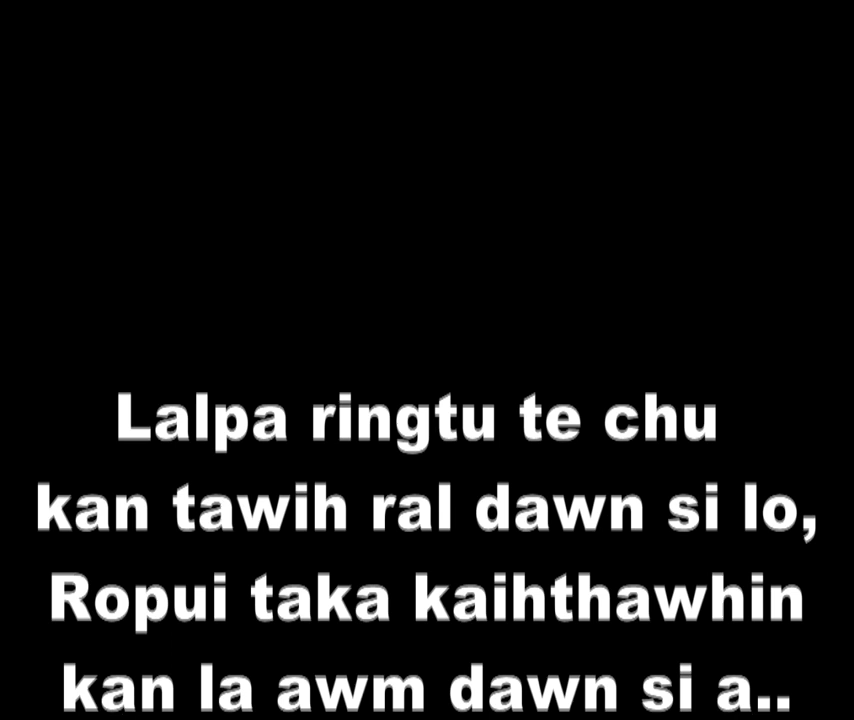 Lalpa ringtu te chu
kan tawih ral dawn si lo,
Ropui taka kaihthawhin
kan la awm dawn si a..